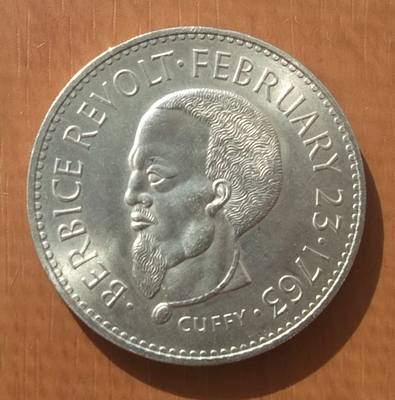 · BERBICE REVOLT · FEBRUARY 23 · 1763 ·
CUFFY